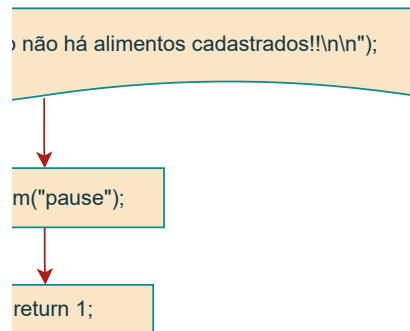 não há alimentos cadastrados!!\n\n");
m("pause");
return 1;